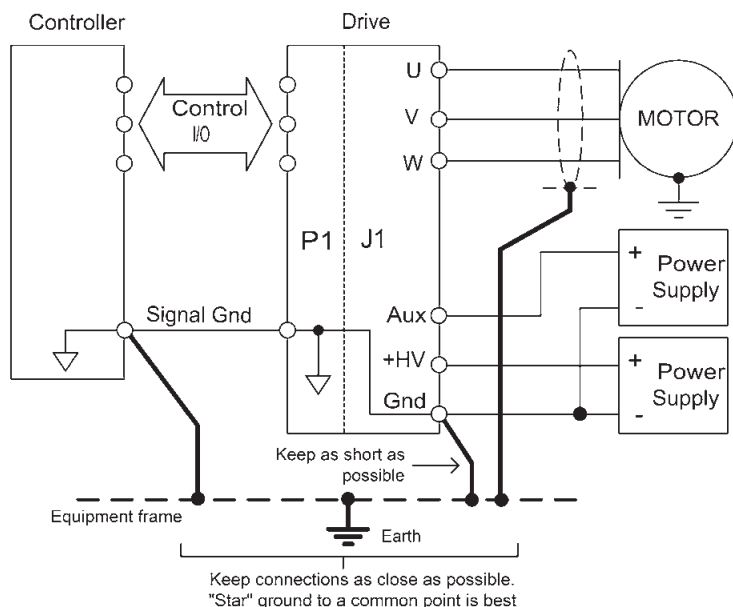 Controller
Drive
Control
I/O
U
V
W
MOTOR
P1
J1
+
Power
Supply
-
Signal Gnd
Aux
+HV
Gnd
+
Power
Supply
-
Keep as short as
possible
Equipment frame
Earth
Keep connections as close as possible.
"Star" ground to a common point is best